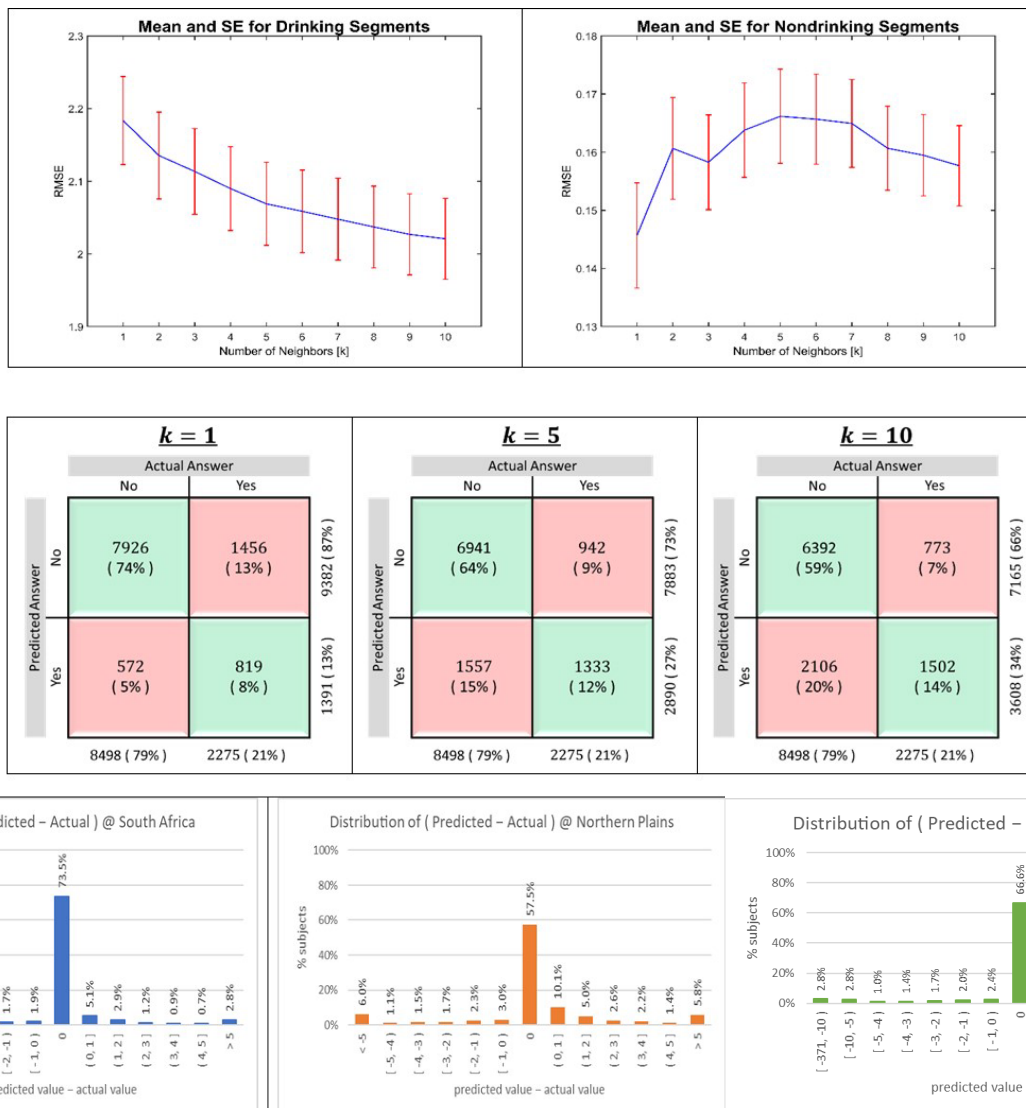 Mean and SE for Drinking Segments
2.3
2.2
2.1
2
1.9
RMSE
1 2 3 4 5 6 7 8 9 10
Number of Neighbors [k]
Mean and SE for Nondrinking Segments
0.18
0.17
0.16
0.15
0.14
0.13
RMSE
1 2 3 4 5 6 7 8 9 10
Number of Neighbors [k]
k = 1
Actual Answer
No Yes
Predicted Answer
No
7926 1456
( 74% ) ( 13% )
9382 ( 87% )
Yes
572 819
( 5% ) ( 8% )
1391 ( 13% )
8498 ( 79% ) 2275 ( 21% )
k = 5
Actual Answer
No Yes
Predicted Answer
No
6941 942
( 64% ) ( 9% )
7883 ( 73% )
Yes
1557 1333
( 15% ) ( 12% )
2890 ( 27% )
8498 ( 79% ) 2275 ( 21% )
k = 10
Actual Answer
No Yes
Predicted Answer
No
6392 773
( 59% ) ( 7% )
7165 ( 66% )
Yes
2106 1502
( 20% ) ( 14% )
3608 ( 34% )
8498 ( 79% ) 2275 ( 21% )
dicted – Actual ) @ South Africa
1.7% 1.9% 73.5% 5.1% 2.9% 1.2% 0.9% 0.7% 2.8%
[ -2, -1 ) [ -1, 0 ) 0 ( 0, 1 ] ( 1, 2 ] ( 2, 3 ] ( 3, 4 ] ( 4, 5 ] > 5
edicted value – actual value
Distribution of ( Predicted – Actual ) @ Northern Plains
100%
80%
60%
40%
20%
0%
% subjects
6.0% 1.1% 1.5% 1.7% 2.3% 3.0% 57.5% 10.1% 5.0% 2.6% 2.2% 1.4% 5.8%
< -5 [ -5, -4 ) [ -4, -3 ) [ -3, -2 ) [ -2, -1 ) [ -1, 0 ) 0 ( 0, 1 ] ( 1, 2 ] ( 2, 3 ] ( 3, 4 ] ( 4, 5 ] > 5
predicted value – actual value
Distribution of ( Predicted –
100%
80%
60%
40%
20%
0%
% subjects
2.8% 2.8% 1.0% 1.4% 1.7% 2.0% 2.4% 66.6%
[ -371, -10 ) [ -10, -5 ) [ -5, -4 ) [ -4, -3 ) [ -3, -2 ) [ -2, -1 ) [ -1, 0 ) 0
predicted value